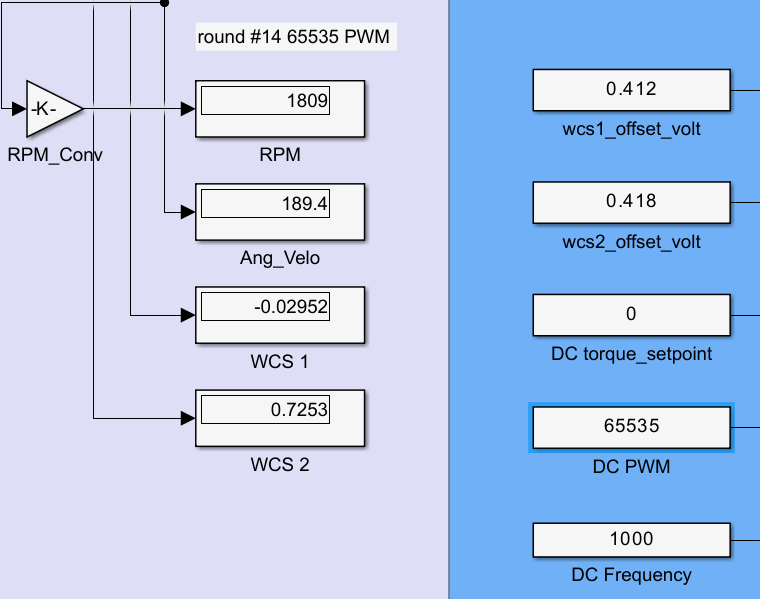 round #14 65535 PWM
-K-
RPM_Conv
1809
RPM
189.4
Ang_Velo
-0.02952
WCS 1
0.7253
WCS 2
0.412
wcs1_offset_volt
0.418
wcs2_offset_volt
0
DC torque_setpoint
65535
DC PWM
1000
DC Frequency